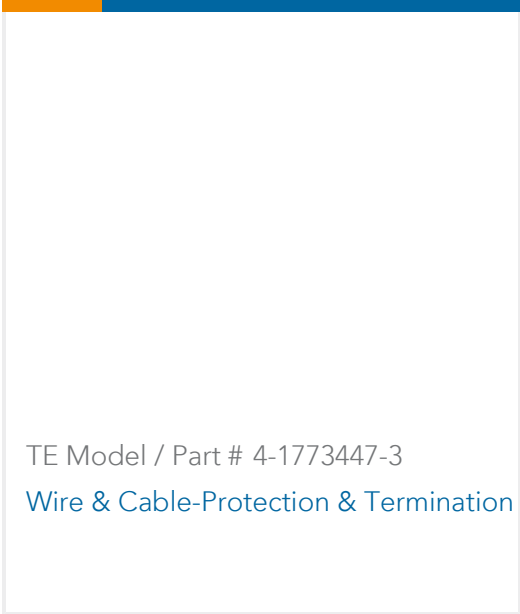 TE Model / Part # 4-1773447-3
Wire & Cable-Protection & Termination